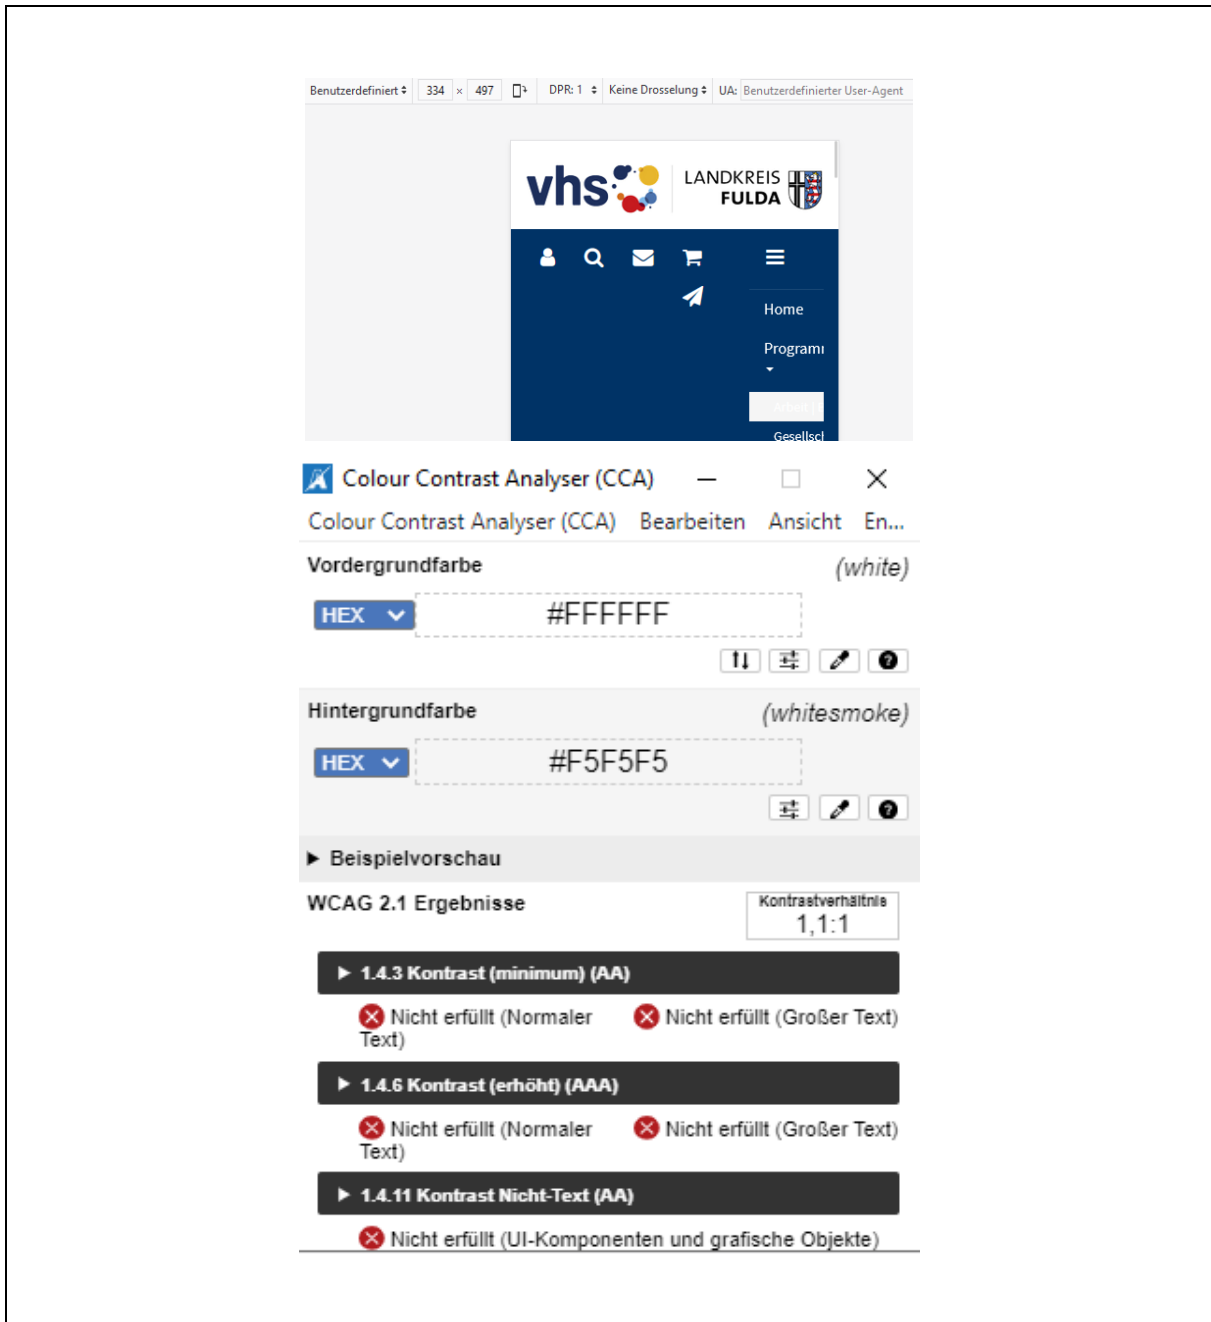 Benutzerdefiniert 334 × 497 DPR: 1 Keine Drosselung UA: Benutzerdefinierter User-Agent
vhs LANDKREIS
FULDA
Home
Programm
Gesellsch
Colour Contrast Analyser (CCA)
Colour Contrast Analyser (CCA) Bearbeiten Ansicht En...
Vordergrundfarbe (white)
HEX #FFFFFF
Hintergrundfarbe (whitesmoke)
HEX #F5F5F5
Beispielvorschau
WCAG 2.1 Ergebnisse Kontrastverhältnis
1,1:1
1.4.3 Kontrast (minimum) (AA)
Nicht erfüllt (Normaler Nicht erfüllt (Großer Text)
Text)
1.4.6 Kontrast (erhöht) (AAA)
Nicht erfüllt (Normaler Nicht erfüllt (Großer Text)
Text)
1.4.11 Kontrast Nicht-Text (AA)
Nicht erfüllt (UI-Komponenten und grafische Objekte)